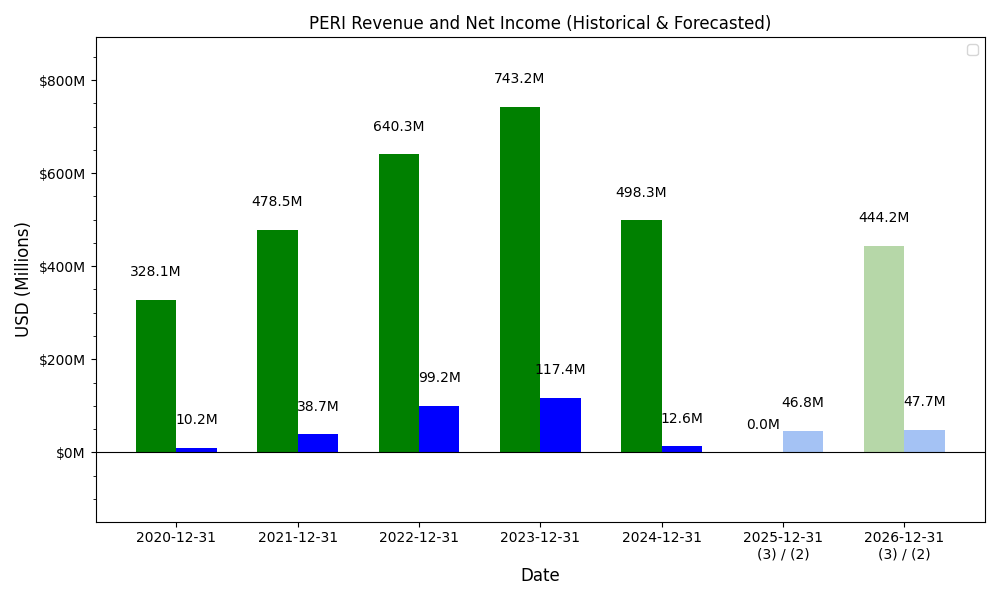 PERI Revenue and Net Income (Historical & Forecasted)
USD (Millions)
$800M
$600M
$400M
$200M
$0M
328.1M
10.2M
478.5M
38.7M
640.3M
99.2M
743.2M
117.4M
498.3M
12.6M
0.0M
46.8M
444.2M
47.7M
2020-12-31
2021-12-31
2022-12-31
2023-12-31
2024-12-31
2025-12-31
(3) / (2)
2026-12-31
(3) / (2)
Date